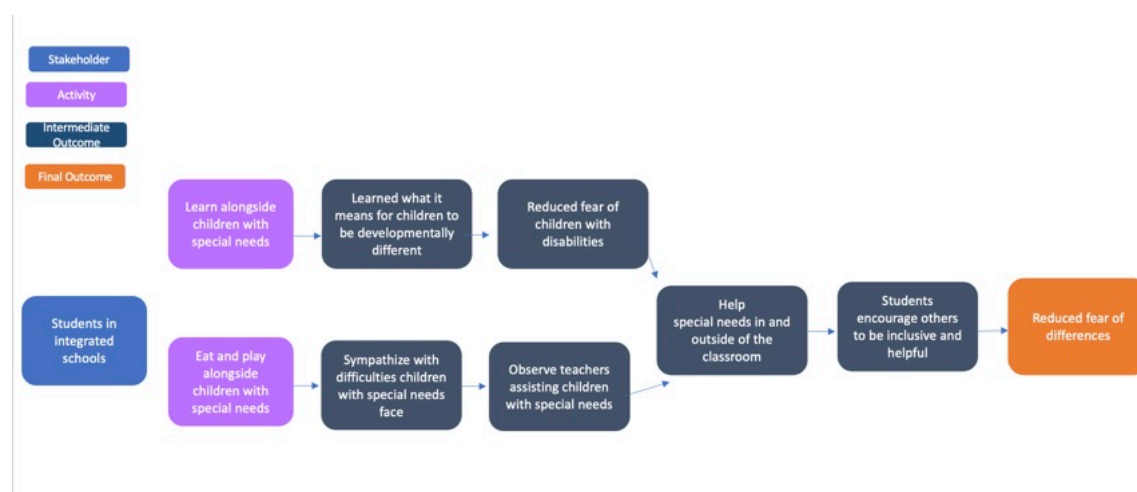 Stakeholder
Activity
Intermediate
Outcome
Final Outcome
Learn alongside
children with
special needs
Learned what it
means for children to
be developmentally
different
Reduced fear of
children with
disabilities
Students in
integrated
schools
Eat and play
alongside
children with
special needs
Sympathize with
difficulties children
with special needs
face
Observe teachers
assisting children
with special needs
Help
special needs in and
outside of the
classroom
Students
encourage others
to be inclusive and
helpful
Reduced fear of
differences